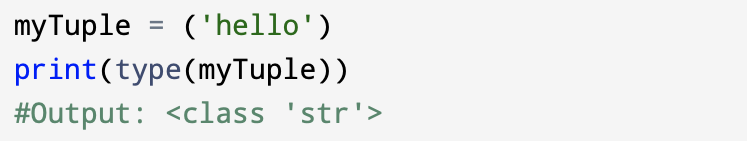 myTuple = ('hello')
print(type(myTuple))
#Output: <class 'str'>